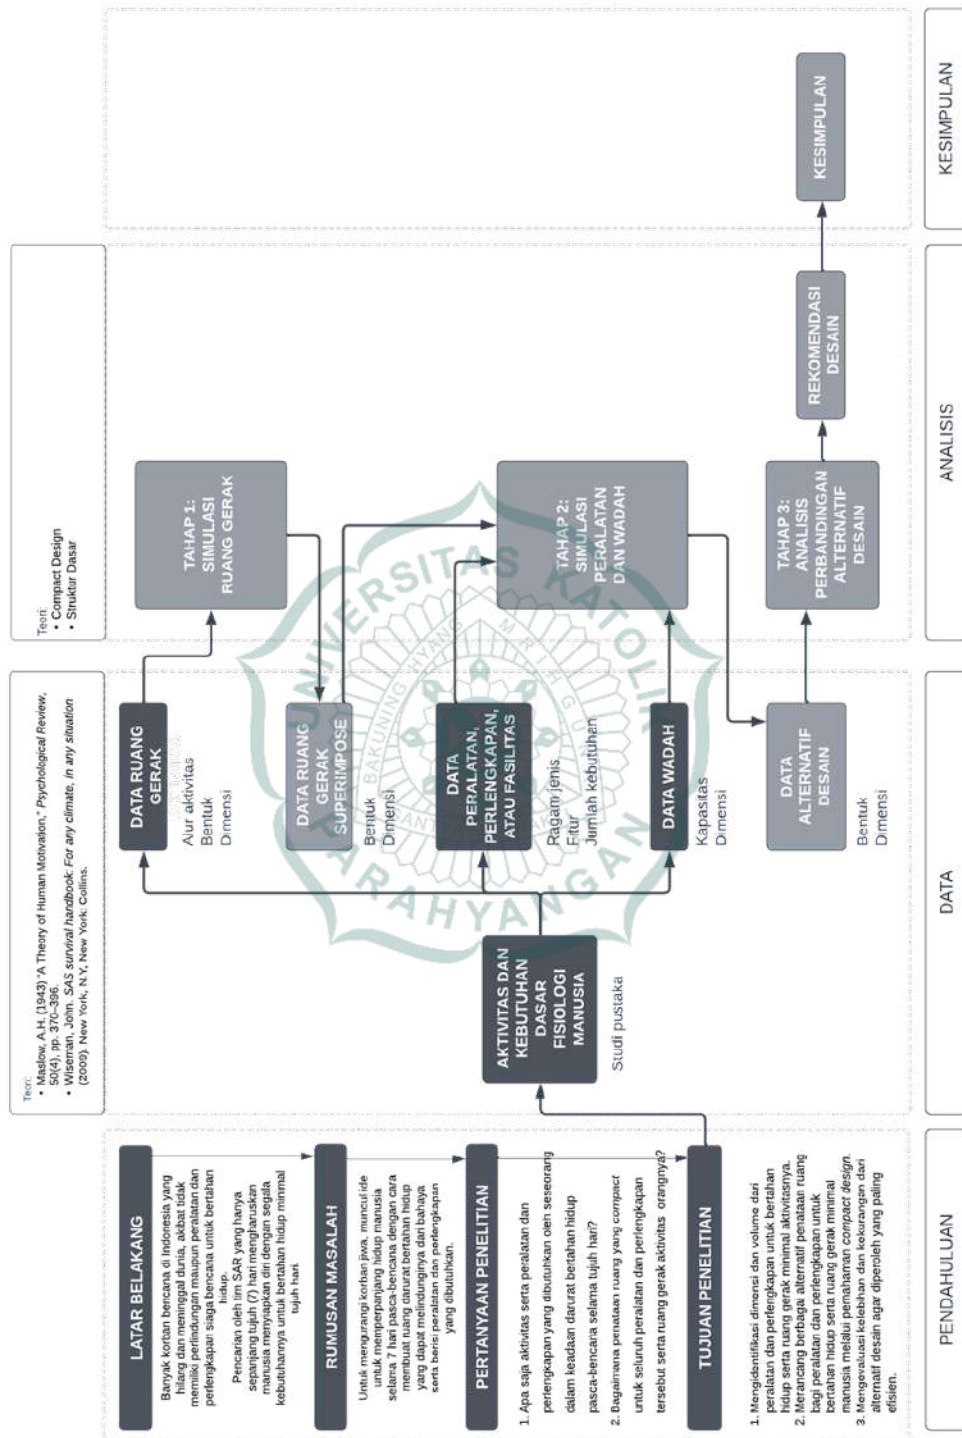 LATAR BELAKANG
Banyak korban bencana di Indonesia yang
hilang dan meninggal dunia, akibat tidak
memiliki perlindungan maupun peralatan dan
perlengkapan siaga bencana untuk bertahan
hidup.
Pencarian oleh tim SAR yang hanya
sepanjang tujuh (7) hari mengharuskan
manusia menyiapkan diri dengan segala
kebutuhannya untuk bertahan hidup minimal
tujuh hari
RUMUSAN MASALAH
Untuk mengurangi korban jiwa, muncul ide
untuk memperpanjang hidup manusia
selama 7 hari pasca-bencana dengan cara
membuat ruang darurat bertahan hidup
yang dapat melindunginya dari bahaya
serta berisi peralatan dan perlengkapan
yang dibutuhkan.
PERTANYAAN PENELITIAN
1. Apa saja aktivitas serta peralatan dan
perlengkapan yang dibutuhkan oleh seseorang
dalam keadaan darurat bertahan hidup
pasca-bencana selama tujuh hari?
2. Bagaimana penataan ruang yang compact
untuk seluruh peralatan dan perlengkapan
tersebut serta ruang gerak aktivitas orangnya?
TUJUAN PENELITIAN
1. Mengidentifikasi dimensi dan volume dari
peralatan dan perlengkapan untuk bertahan
hidup serta ruang gerak minimal aktivitasnya.
2. Merancang berbagai alternatif penataan ruang
bagi peralatan dan perlengkapan untuk
bertahan hidup serta ruang gerak minimal
manusia melalui pemahaman compact design.
3. Mengevaluasi kelebihan dan kekurangan dari
alternatif desain agar diperoleh yang paling
efisien.
PENDAHULUAN
Teori:
• Maslow, A.H. (1943) "A Theory of Human Motivation," Psychological Review,
50(4), pp. 370–396.
• Wiseman, John. SAS survival handbook: For any climate, in any situation
(2009). New York, N.Y, New York: Collins.
AKTIVITAS DAN
KEBUTUHAN
DASAR
FISIOLOGI
MANUSIA
Studi pustaka
DATA RUANG
GERAK
Alur aktivitas
Bentuk
Dimensi
DATA RUANG
GERAK
SUPERIMPOSE
Bentuk
Dimensi
DATA
PERALATAN,
PERLENGKAPAN,
ATAU FASILITAS
Ragam jenis
Fitur
Jumlah kebutuhan
DATA WADAH
Kapasitas
Dimensi
DATA
ALTERNATIF
DESAIN
Bentuk
Dimensi
DATA
Teori:
• Compact Design
• Struktur Dasar
TAHAP 1:
SIMULASI
RUANG GERAK
TAHAP 2:
SIMULASI
PERALATAN
DAN WADAH
TAHAP 3:
ANALISIS
PERBANDINGAN
ALTERNATIF
DESAIN
REKOMENDASI
DESAIN
ANALISIS
KESIMPULAN
KESIMPULAN
UNIVERSITAS KATOLIK
PARAHYANGAN